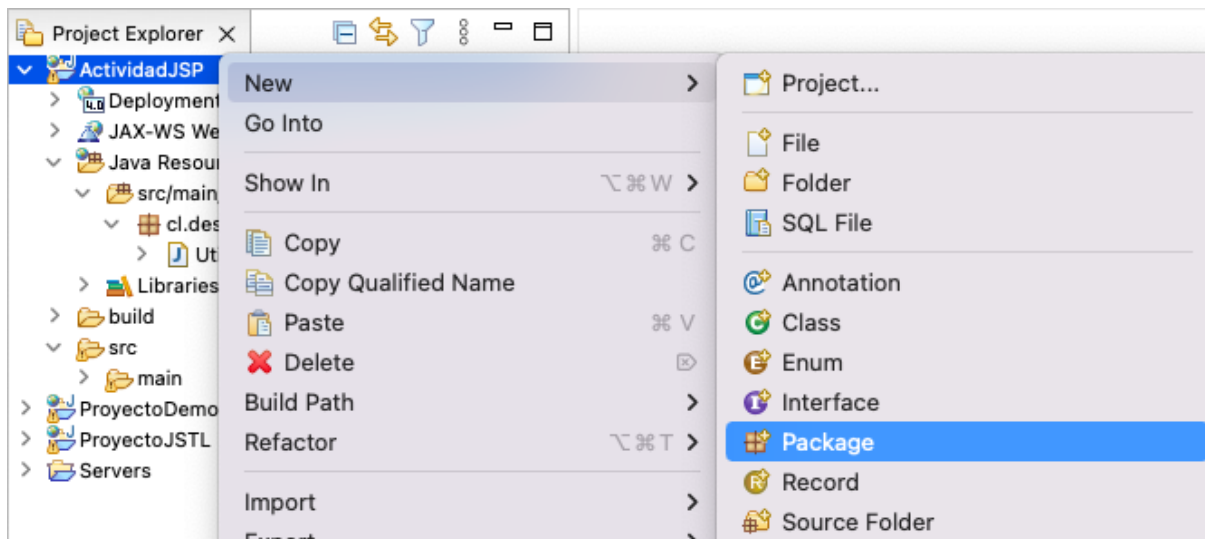 Project Explorer
ActividadJSP
Deployment
JAX-WS We
Java Resou
src/main
cl.des
Ut
Libraries
build
src
main
ProyectoDemo
ProyectoJSTL
Servers
New
Go Into
Show In ⌥⌘W
Copy ⌘ C
Copy Qualified Name
Paste ⌘ V
Delete
Build Path
Refactor ⌥⌘T
Import
Project...
File
Folder
SQL File
Annotation
Class
Enum
Interface
Package
Record
Source Folder